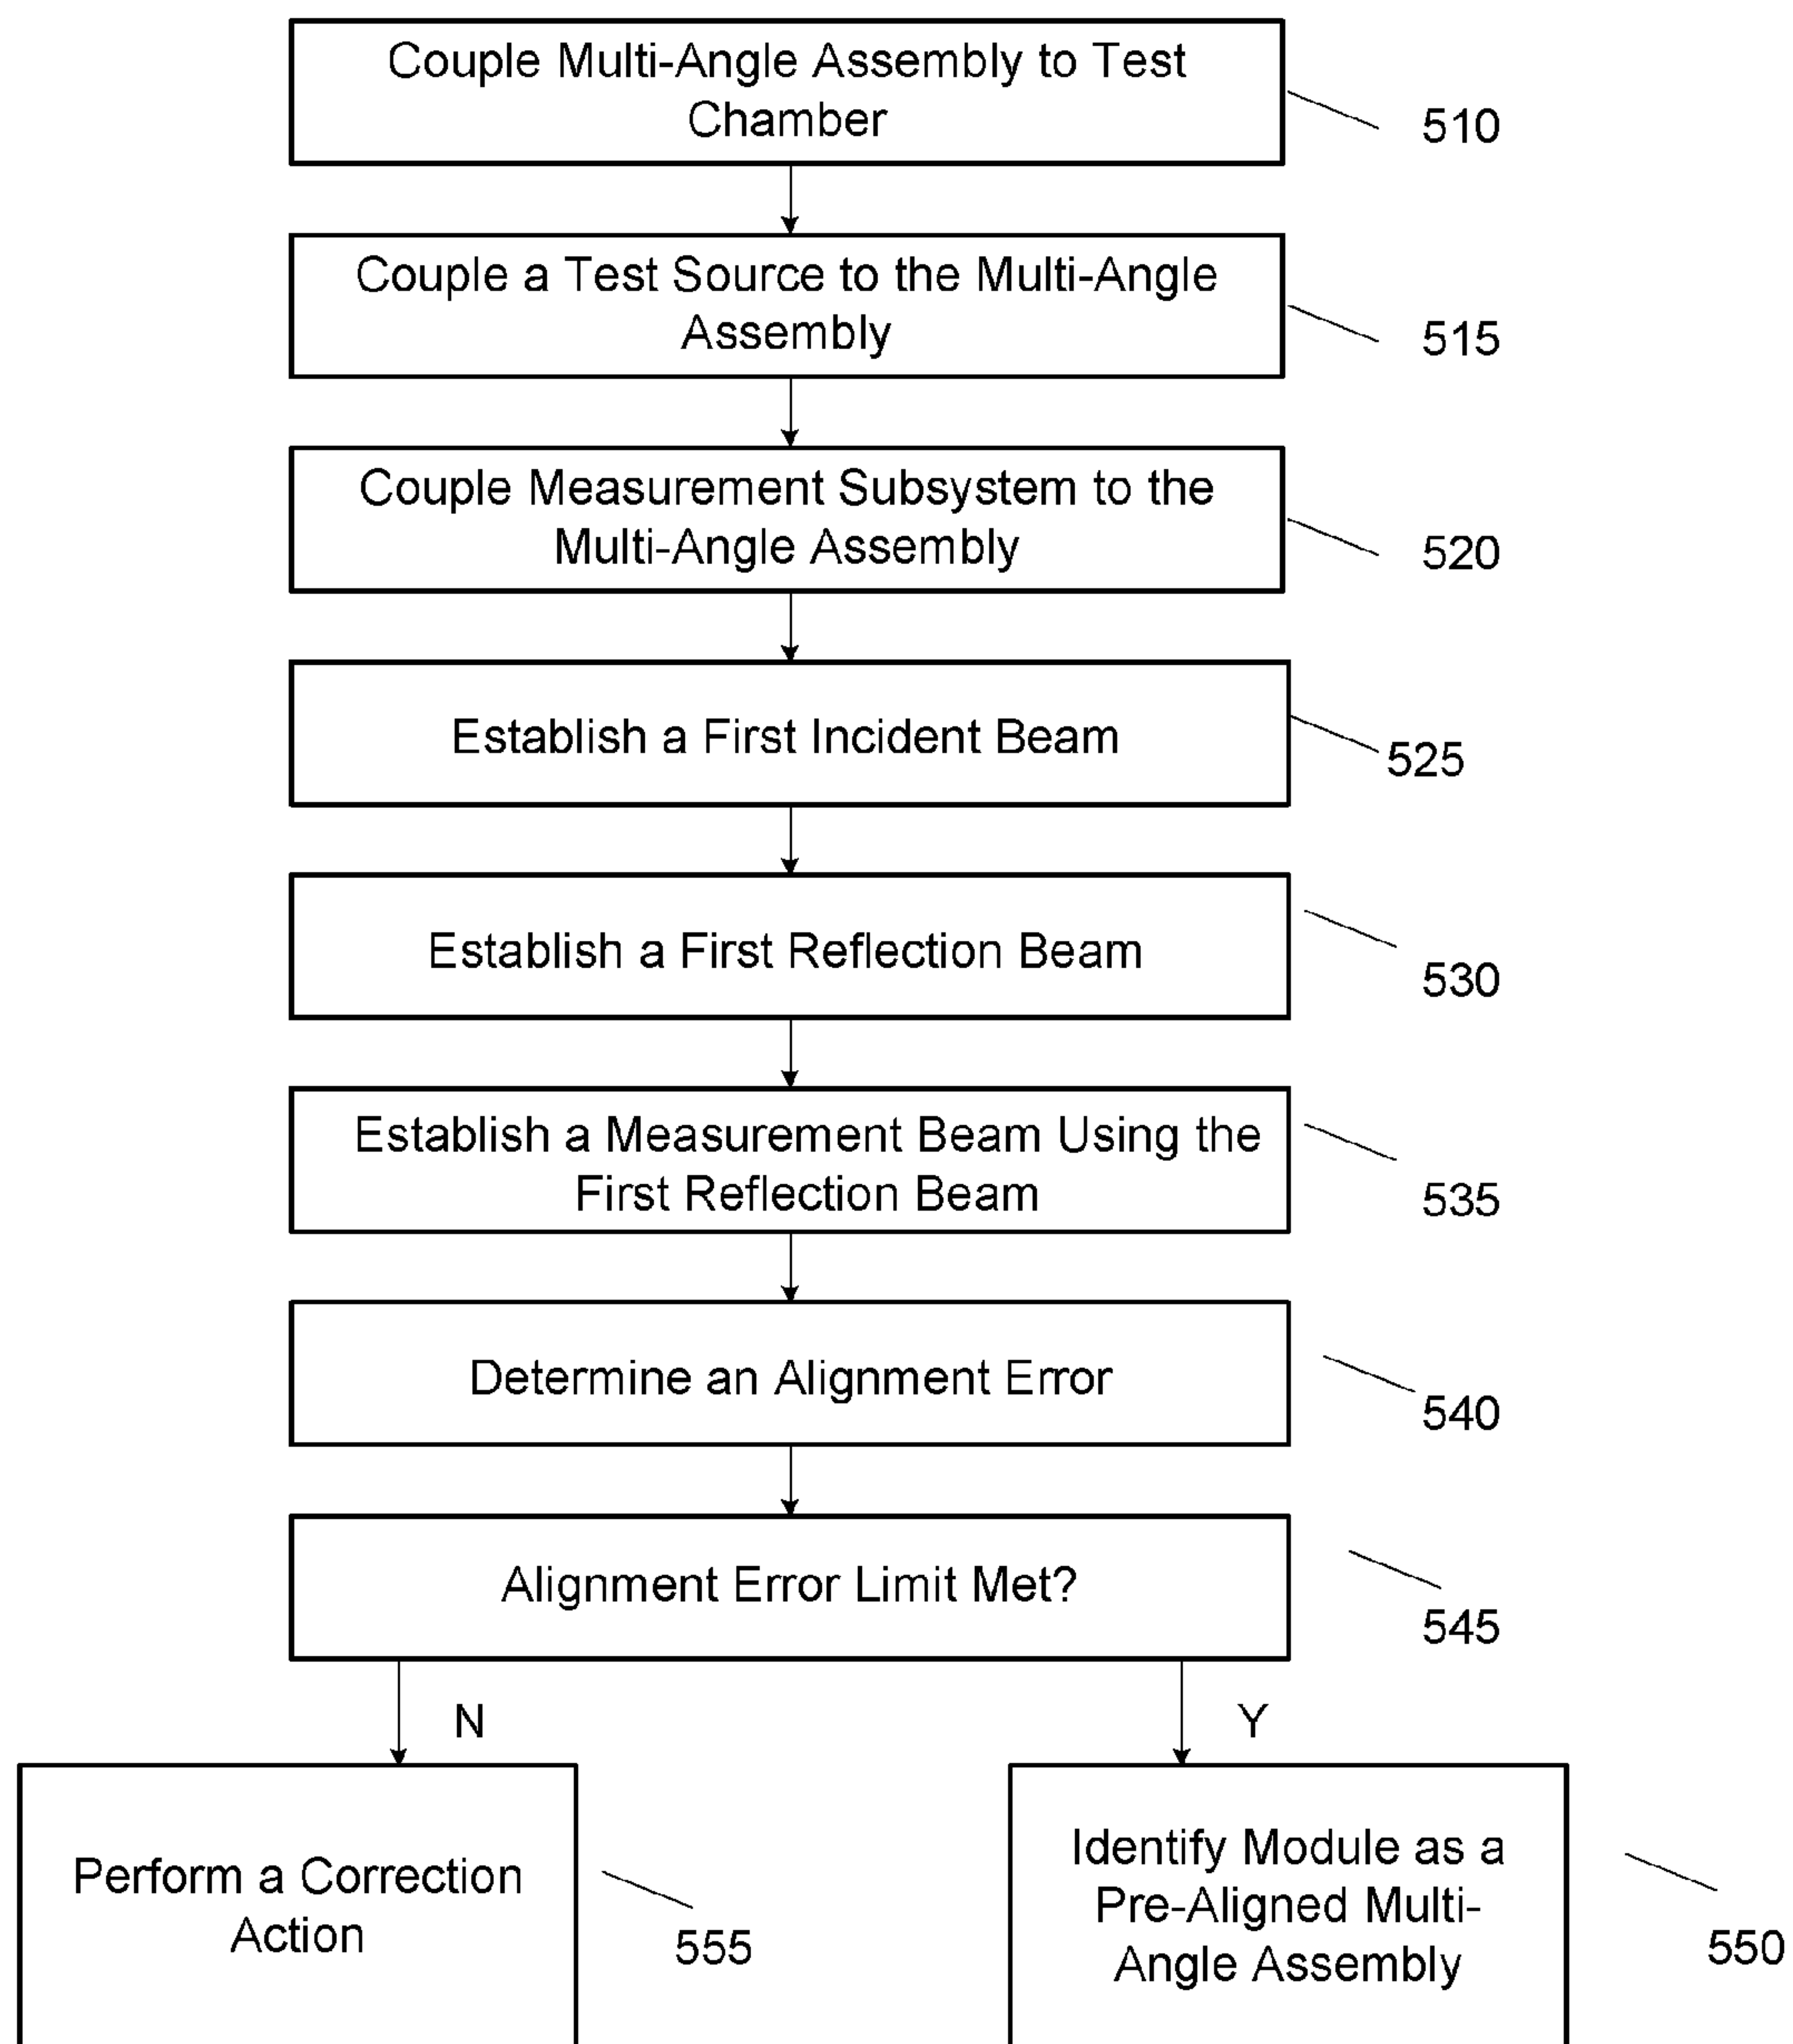 Couple Multi-Angle Assembly to Test
Chamber
510
Couple a Test Source to the Multi-Angle
Assembly
515
Couple Measurement Subsystem to the
Multi-Angle Assembly
520
Establish a First Incident Beam
525
Establish a First Reflection Beam
530
Establish a Measurement Beam Using the
First Reflection Beam
535
Determine an Alignment Error
540
Alignment Error Limit Met?
545
N
Y
Perform a Correction
Action
555
Identify Module as a
Pre-Aligned Multi-
Angle Assembly
550